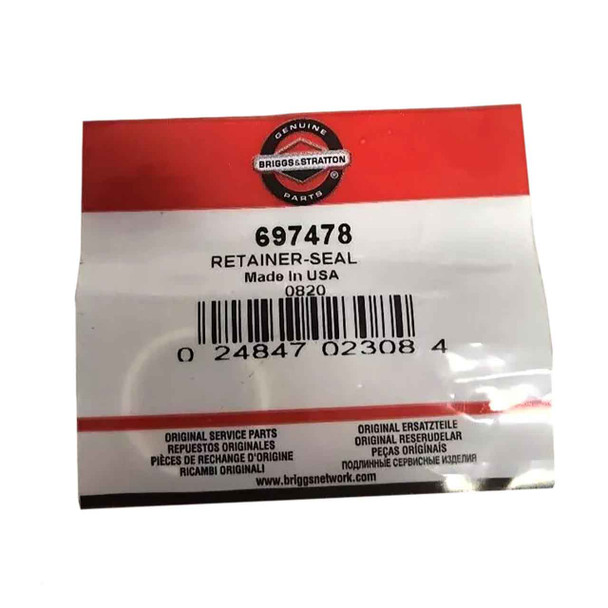 GENUINE
BRIGGS&STRATTON
PARTS ®
697478
RETAINER-SEAL
Made In USA
0820
0 24847 02308 4
ORIGINAL SERVICE PARTS
REPUESTOS ORIGINALES
PIÈCES DE RECHANGE D'ORIGINE
RICAMBI ORIGINALI
ORIGINAL ERSATZTEILE
ORIGINAL RESERUDELAR
PEÇAS ORIGINAIS
ПОДЛИННЫЕ СЕРВИСНЫЕ ИЗДЕЛИЯ
www.briggsnetwork.com